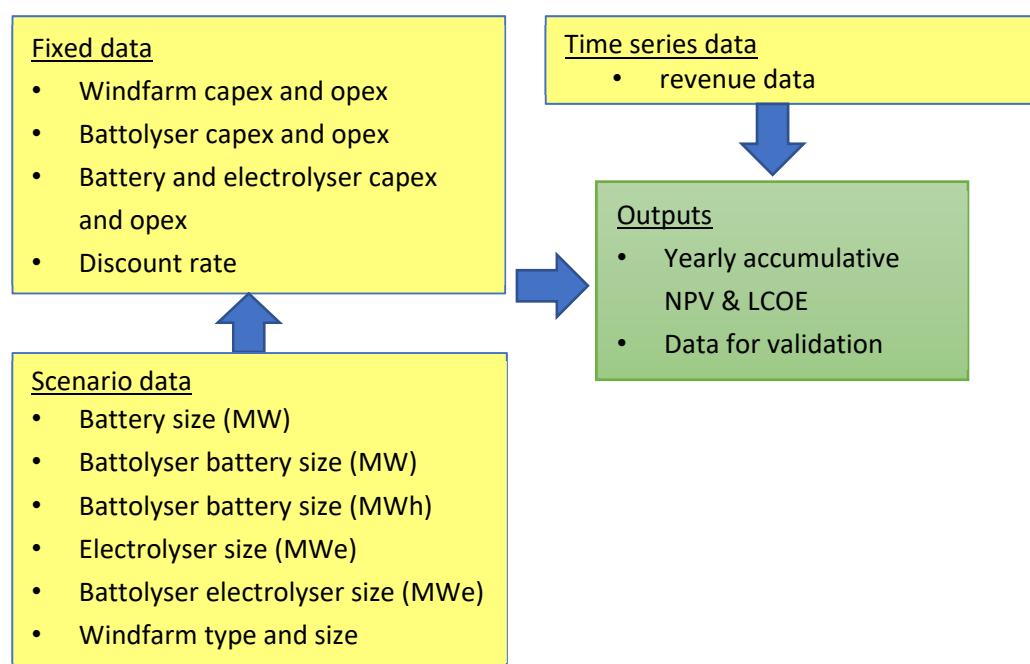 Fixed data
• Windfarm capex and opex
• Battolyser capex and opex
• Battery and electrolyser capex
and opex
• Discount rate
Time series data
• revenue data
Outputs
• Yearly accumulative
NPV & LCOE
• Data for validation
Scenario data
• Battery size (MW)
• Battolyser battery size (MW)
• Battolyser battery size (MWh)
• Electrolyser size (MWe)
• Battolyser electrolyser size (MWe)
• Windfarm type and size